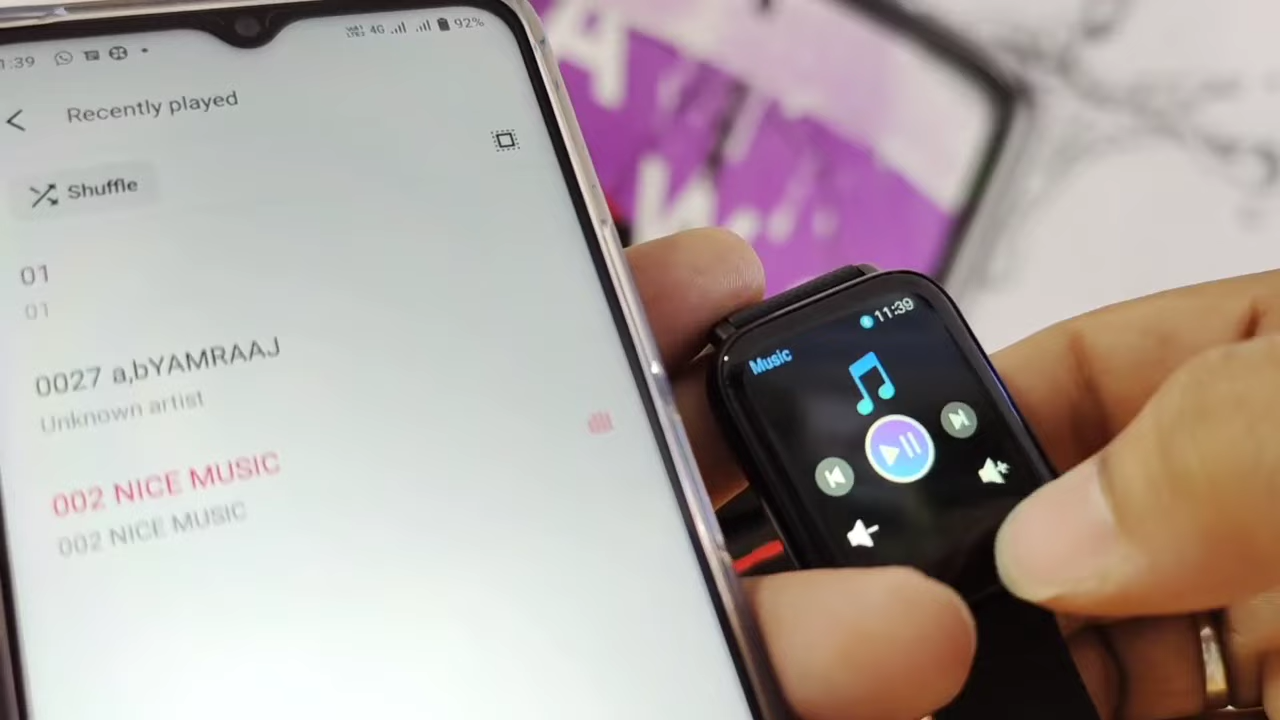 1:39 4G 92%
Recently played
Shuffle
01
01
0027 a,bYAMRAAJ
Unknown artist
002 NICE MUSIC
002 NICE MUSIC
11:39
Music